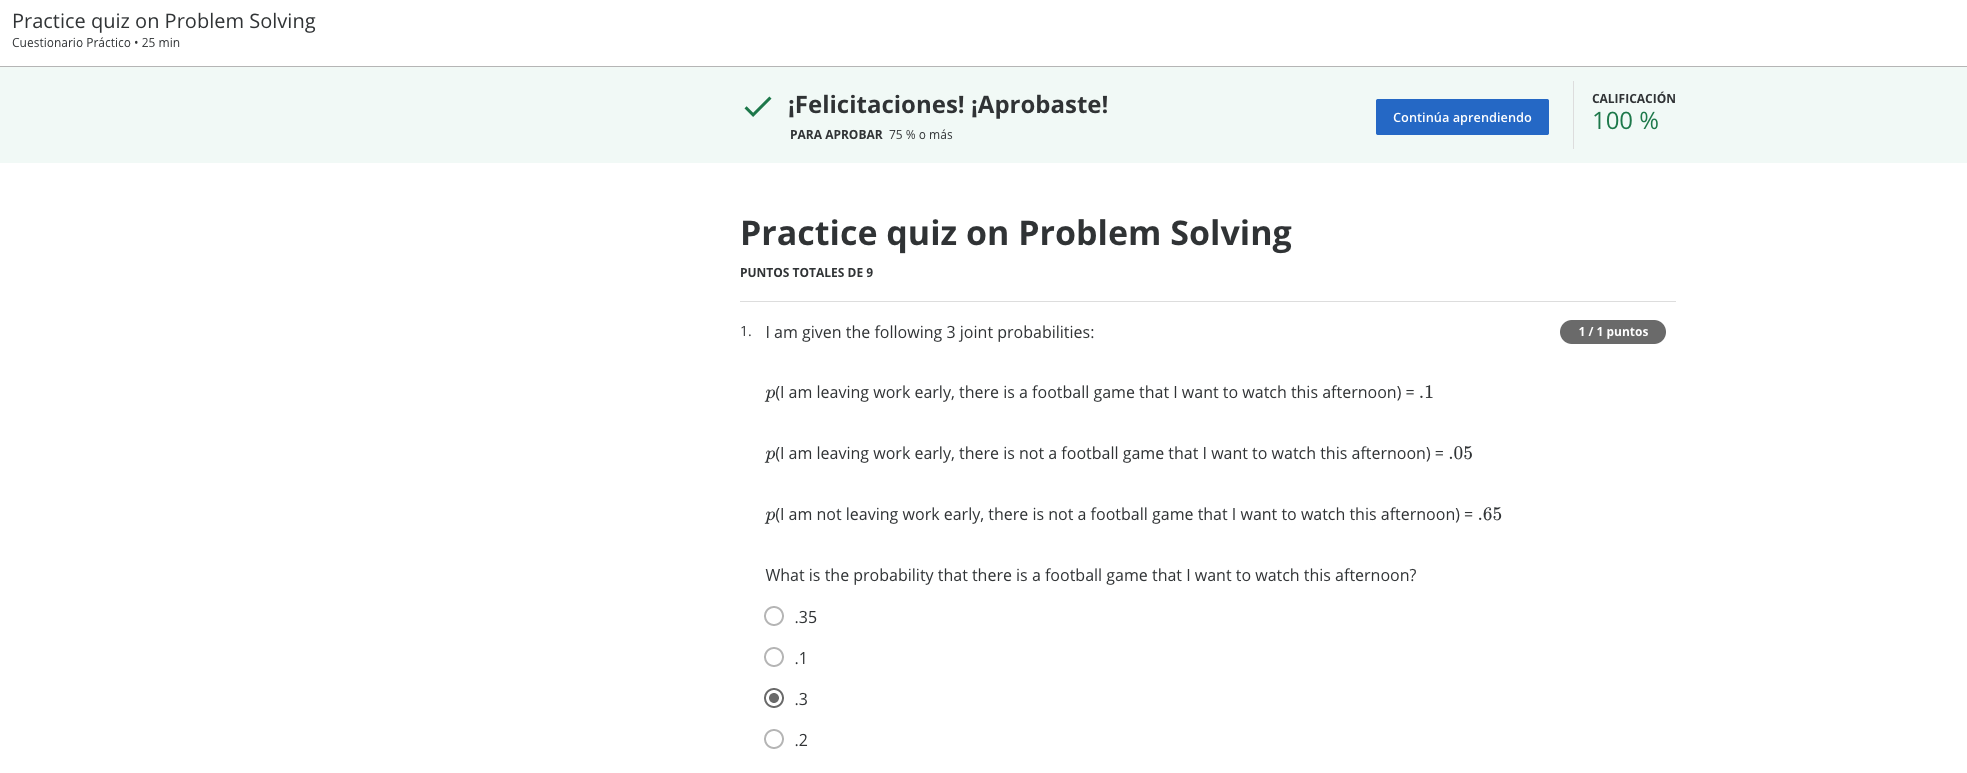 Practice quiz on Problem Solving
Cuestionario Práctico • 25 min
¡Felicitaciones! ¡Aprobaste!
PARA APROBAR 75 % o más
Continúa aprendiendo
CALIFICACIÓN
100 %
Practice quiz on Problem Solving
PUNTOS TOTALES DE 9
1. I am given the following 3 joint probabilities:
1 / 1 puntos
p(I am leaving work early, there is a football game that I want to watch this afternoon) = .1
p(I am leaving work early, there is not a football game that I want to watch this afternoon) = .05
p(I am not leaving work early, there is not a football game that I want to watch this afternoon) = .65
What is the probability that there is a football game that I want to watch this afternoon?
.35
.1
.3
.2